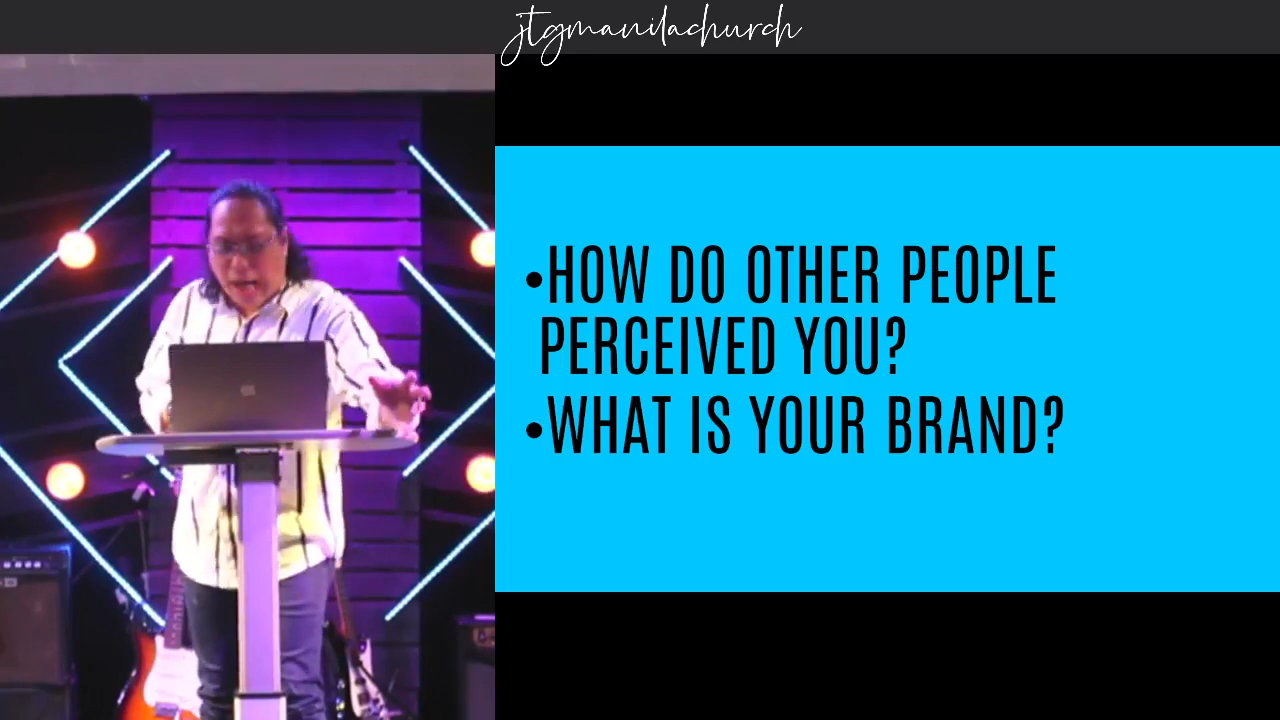 jtgmanilachurch
•HOW DO OTHER PEOPLE
PERCEIVED YOU?
•WHAT IS YOUR BRAND?